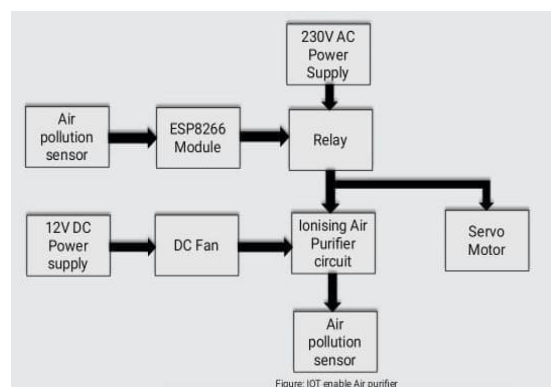 230V AC
Power
Supply
Air
pollution
sensor
ESP8266
Module
Relay
12V DC
Power
supply
DC Fan
Ionising Air
Purifier
circuit
Servo
Motor
Air
pollution
sensor
Figure: IOT enable Air purifier